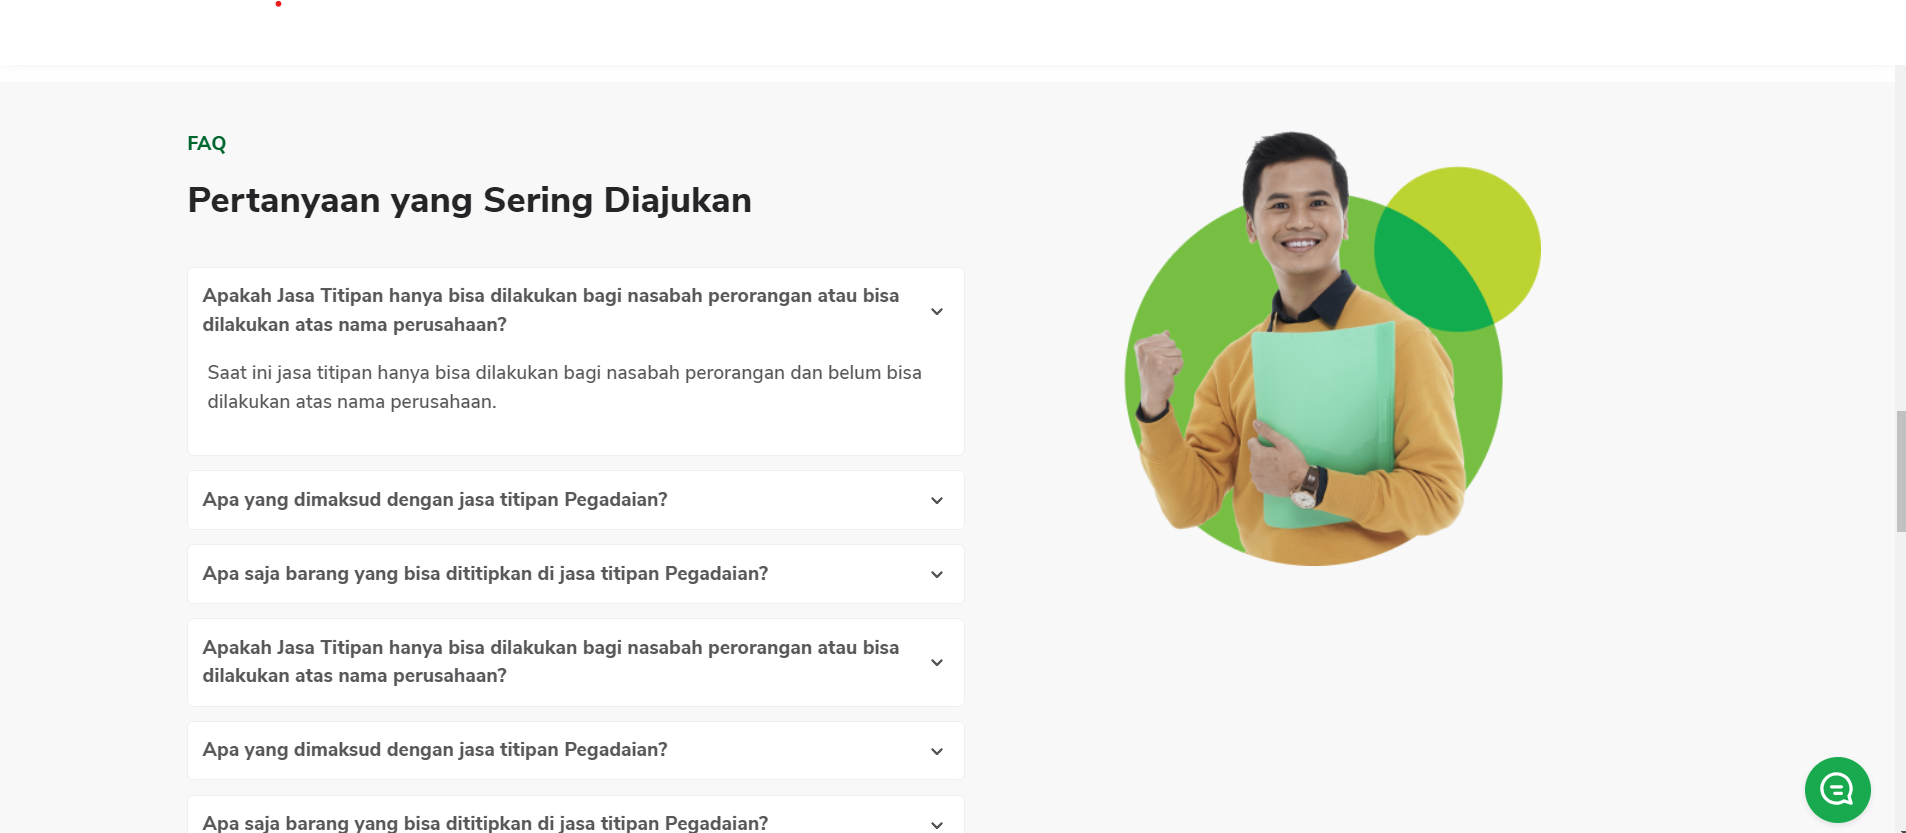 FAQ
Pertanyaan yang Sering Diajukan
Apakah Jasa Titipan hanya bisa dilakukan bagi nasabah perorangan atau bisa
dilakukan atas nama perusahaan?
Saat ini jasa titipan hanya bisa dilakukan bagi nasabah perorangan dan belum bisa
dilakukan atas nama perusahaan.
Apa yang dimaksud dengan jasa titipan Pegadaian?
Apa saja barang yang bisa dititipkan di jasa titipan Pegadaian?
Apakah Jasa Titipan hanya bisa dilakukan bagi nasabah perorangan atau bisa
dilakukan atas nama perusahaan?
Apa yang dimaksud dengan jasa titipan Pegadaian?
Apa saja barang yang bisa dititipkan di jasa titipan Pegadaian?